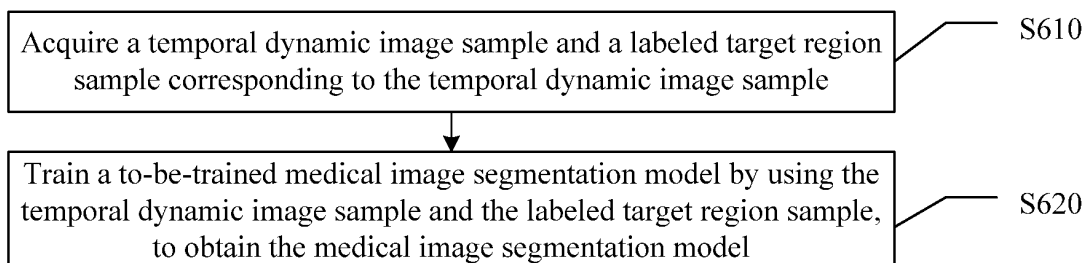 Acquire a temporal dynamic image sample and a labeled target region
sample corresponding to the temporal dynamic image sample
S610
Train a to-be-trained medical image segmentation model by using the
temporal dynamic image sample and the labeled target region sample,
to obtain the medical image segmentation model
S620